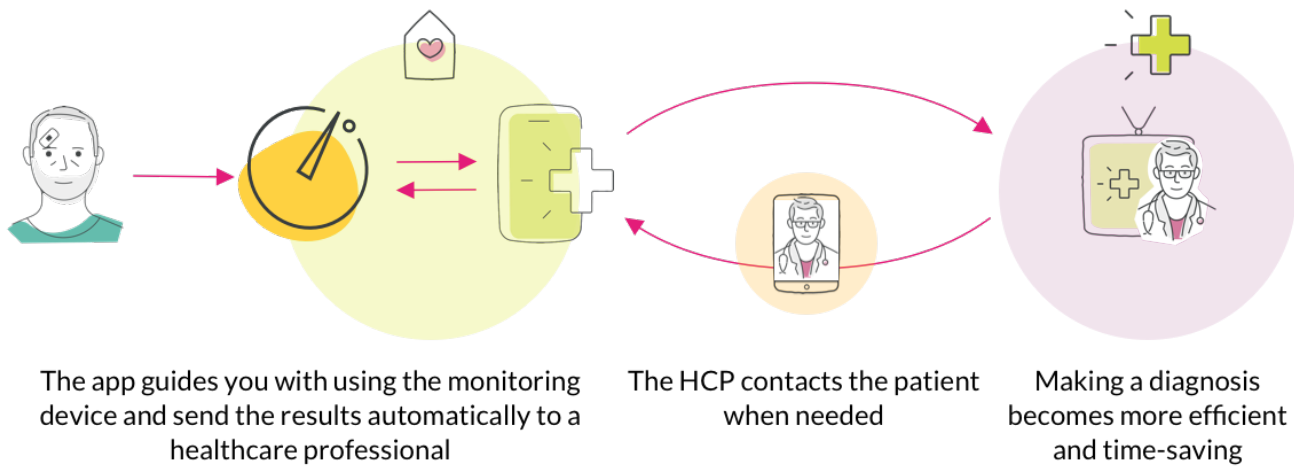 The app guides you with using the monitoring
device and send the results automatically to a
healthcare professional
The HCP contacts the patient
when needed
Making a diagnosis
becomes more efficient
and time-saving